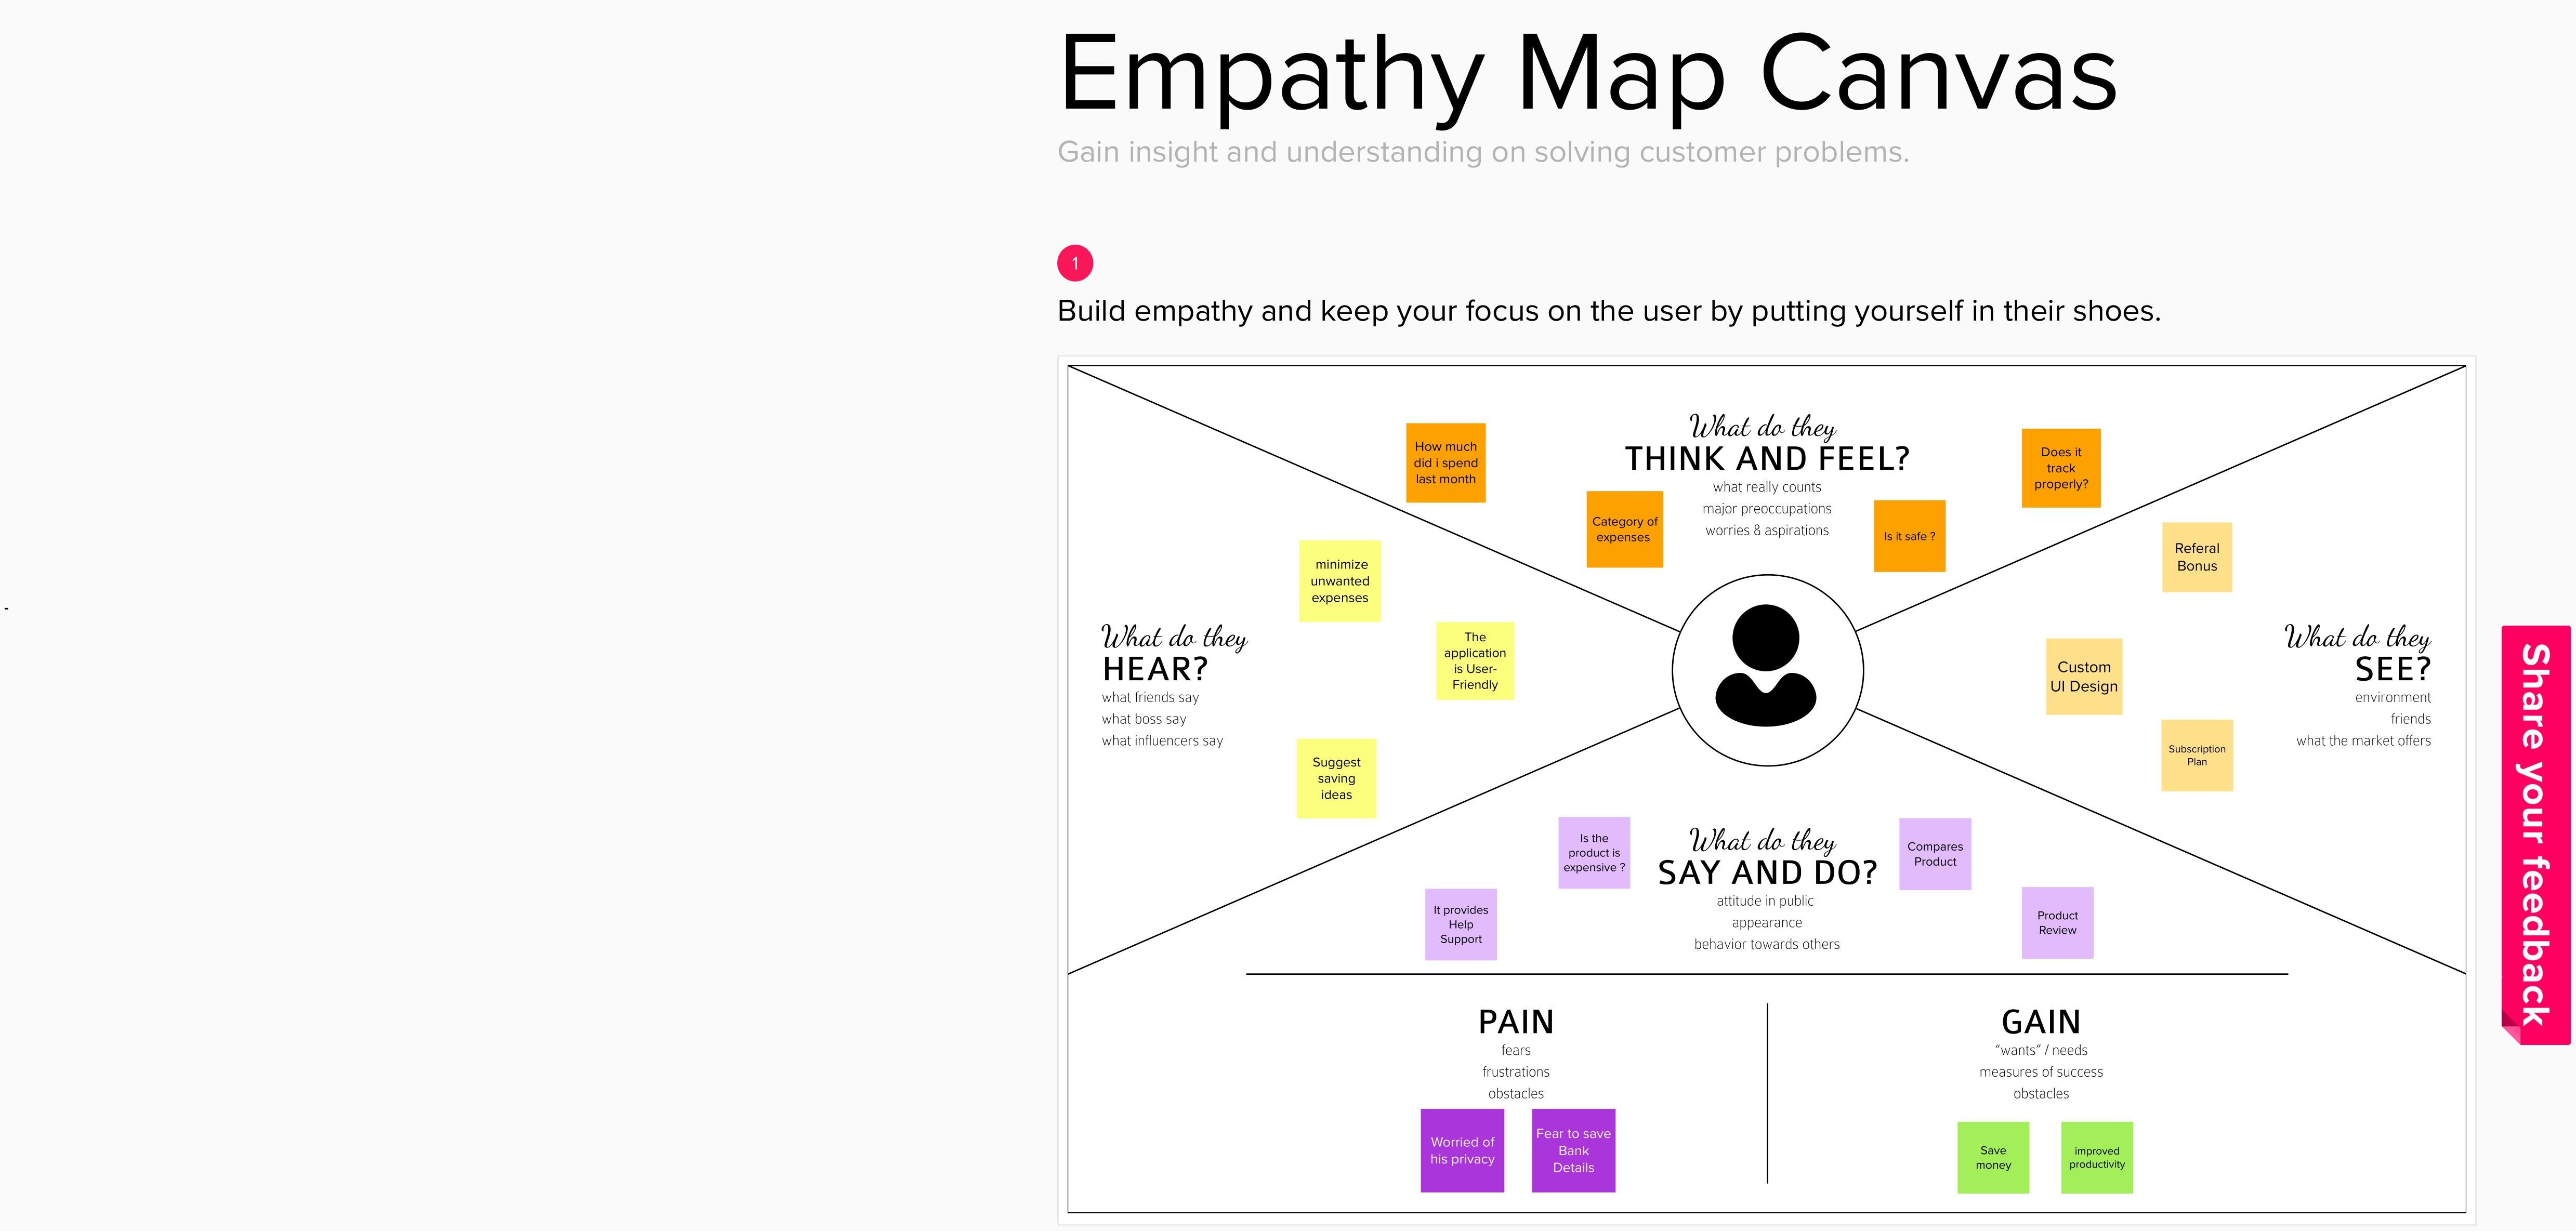 Empathy Map Canvas
Gain insight and understanding on solving customer problems.
1
Build empathy and keep your focus on the user by putting yourself in their shoes.
What do they
THINK AND FEEL?
what really counts
major preoccupations
worries & aspirations
How much
did i spend
last month
Category of
expenses
Is it safe ?
Does it
track
properly?
What do they
HEAR?
what friends say
what boss say
what influencers say
minimize
unwanted
expenses
The
application
is User-
Friendly
Suggest
saving
ideas
What do they
SEE?
environment
friends
what the market offers
Referal
Bonus
Custom
UI Design
Subscription
Plan
What do they
SAY AND DO?
attitude in public
appearance
behavior towards others
Is the
product is
expensive ?
It provides
Help
Support
Compares
Product
Product
Review
PAIN
fears
frustrations
obstacles
Worried of
his privacy
Fear to save
Bank
Details
GAIN
“wants” / needs
measures of success
obstacles
Save
money
improved
productivity
Share your feedback
-